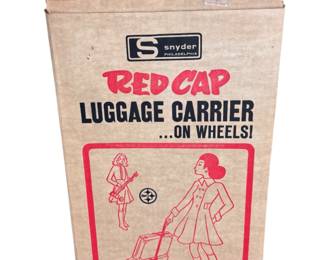 S snyder
PHILADELPHIA
RED CAP
LUGGAGE CARRIER
...ON WHEELS!